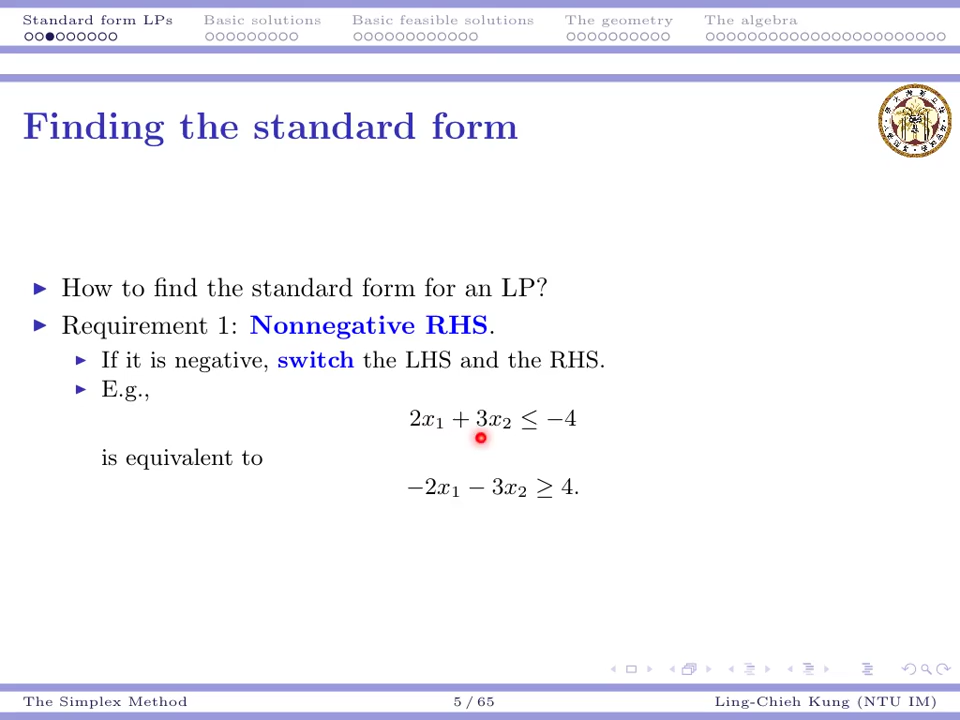 Standard form LPs Basic solutions Basic feasible solutions The geometry The algebra
Finding the standard form
How to find the standard form for an LP?
Requirement 1: Nonnegative RHS.
If it is negative, switch the LHS and the RHS.
E.g.,
2x₁ + 3x₂ ≤ −4
is equivalent to
−2x₁ − 3x₂ ≥ 4.
The Simplex Method 5 / 65 Ling-Chieh Kung (NTU IM)